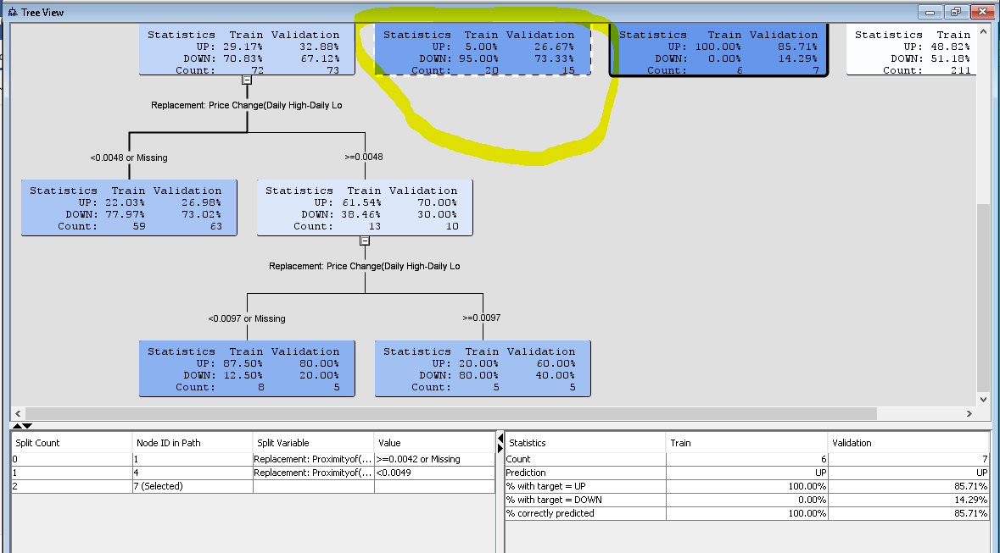 Tree View
Statistics Train Validation
UP: 29.17% 32.88%
DOWN: 70.83% 67.12%
Count: 72 73
Statistics Train Validation
UP: 5.00% 26.67%
DOWN: 95.00% 73.33%
Count: 20 15
Statistics Train Validation
UP: 100.00% 85.71%
DOWN: 0.00% 14.29%
Count: 6 7
Statistics Train
UP: 48.82%
DOWN: 51.18%
Count: 211
Replacement: Price Change(Daily High-Daily Lo
<0.0048 or Missing
>=0.0048
Statistics Train Validation
UP: 22.03% 26.98%
DOWN: 77.97% 73.02%
Count: 59 63
Statistics Train Validation
UP: 61.54% 70.00%
DOWN: 38.46% 30.00%
Count: 13 10
Replacement: Price Change(Daily High-Daily Lo
<0.0097 or Missing
>=0.0097
Statistics Train Validation
UP: 87.50% 80.00%
DOWN: 12.50% 20.00%
Count: 8 5
Statistics Train Validation
UP: 20.00% 60.00%
DOWN: 80.00% 40.00%
Count: 5 5
Split Count Node ID in Path Split Variable Value
0 1 Replacement: Proximityof(... >=0.0042 or Missing
1 4 Replacement: Proximityof(... <0.0049
2 7 (Selected)
Statistics Train Validation
Count 6 7
Prediction UP UP
% with target = UP 100.00% 85.71%
% with target = DOWN 0.00% 14.29%
% correctly predicted 100.00% 85.71%